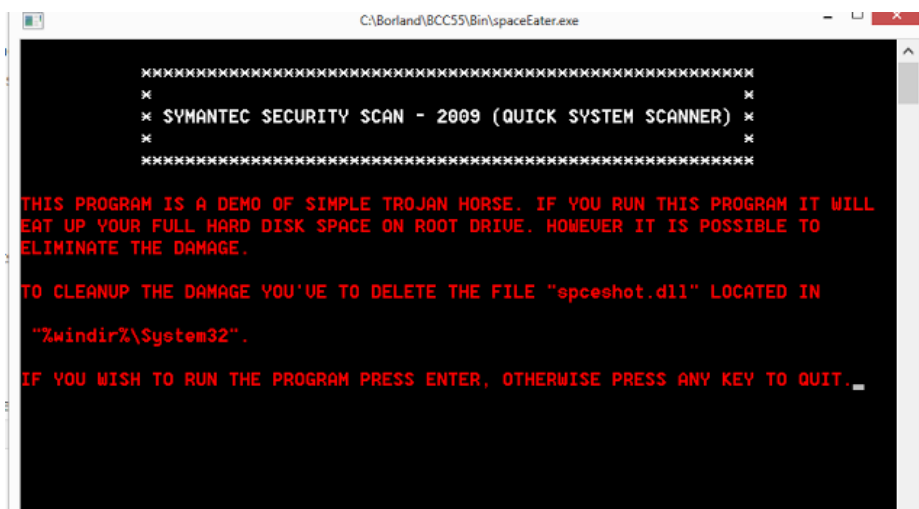 C:\Borland\BCC55\Bin\spaceEater.exe
××××××××××××××××××××××××××××××××××××××××××××××××××××××××
× ×
× SYMANTEC SECURITY SCAN - 2009 (QUICK SYSTEM SCANNER) ×
× ×
××××××××××××××××××××××××××××××××××××××××××××××××××××××××
THIS PROGRAM IS A DEMO OF SIMPLE TROJAN HORSE. IF YOU RUN THIS PROGRAM IT WILL
EAT UP YOUR FULL HARD DISK SPACE ON ROOT DRIVE. HOWEVER IT IS POSSIBLE TO
ELIMINATE THE DAMAGE.
TO CLEANUP THE DAMAGE YOU'VE TO DELETE THE FILE "spceshot.dll" LOCATED IN
"%windir%\System32".
IF YOU WISH TO RUN THE PROGRAM PRESS ENTER, OTHERWISE PRESS ANY KEY TO QUIT._